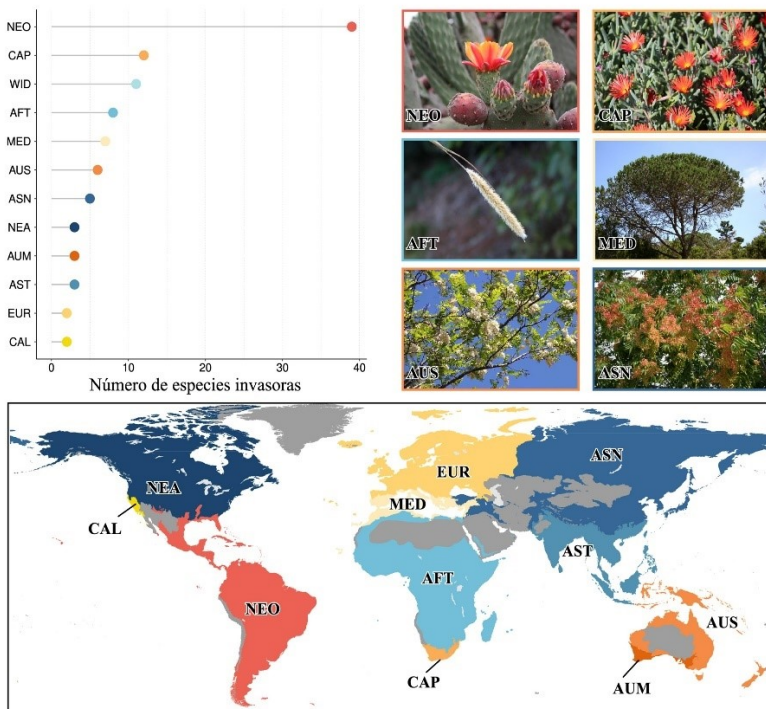 NEO
CAP
WID
AFT
MED
AUS
ASN
NEA
AUM
AST
EUR
CAL
0 10 20 30 40
Número de especies invasoras
NEO
CAP
AFT
MED
AUS
ASN
NEA
CAL
NEO
EUR
MED
AFT
CAP
ASN
AST
AUS
AUM